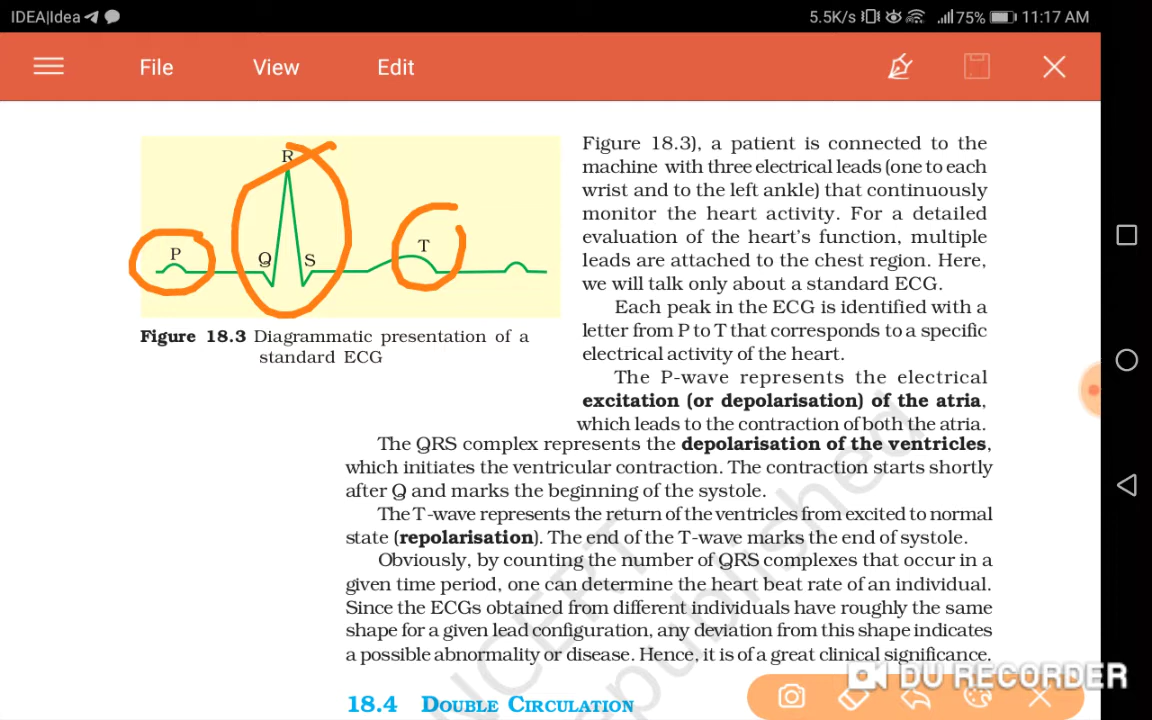 IDEA|Idea 5.5K/s 75% 11:17 AM
File View Edit
R
P
Q S
T
Figure 18.3 Diagrammatic presentation of a
standard ECG
Figure 18.3), a patient is connected to the
machine with three electrical leads (one to each
wrist and to the left ankle) that continuously
monitor the heart activity. For a detailed
evaluation of the heart's function, multiple
leads are attached to the chest region. Here,
we will talk only about a standard ECG.
Each peak in the ECG is identified with a
letter from P to T that corresponds to a specific
electrical activity of the heart.
The P-wave represents the electrical
excitation (or depolarisation) of the atria,
which leads to the contraction of both the atria.
The QRS complex represents the depolarisation of the ventricles,
which initiates the ventricular contraction. The contraction starts shortly
after Q and marks the beginning of the systole.
The T-wave represents the return of the ventricles from excited to normal
state (repolarisation). The end of the T-wave marks the end of systole.
Obviously, by counting the number of QRS complexes that occur in a
given time period, one can determine the heart beat rate of an individual.
Since the ECGs obtained from different individuals have roughly the same
shape for a given lead configuration, any deviation from this shape indicates
a possible abnormality or disease. Hence, it is of a great clinical significance.
18.4 DOUBLE CIRCULATION
NCERT
published
DU RECORDER